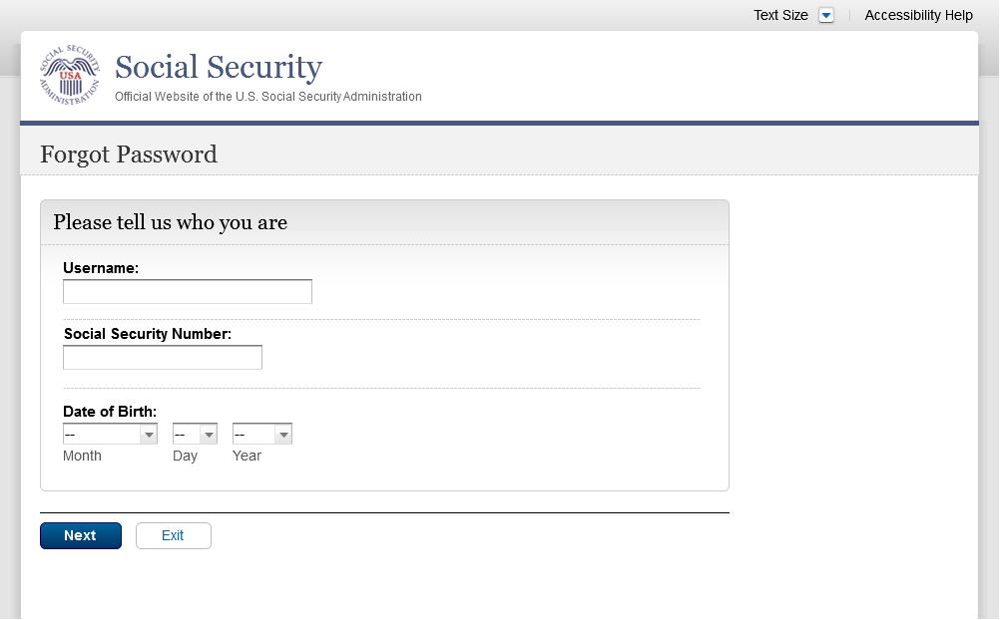 Text Size Accessibility Help
SOCIAL SECURITY ADMINISTRATION
USA
Social Security
Official Website of the U.S. Social Security Administration
Forgot Password
Please tell us who you are
Username:
Social Security Number:
Date of Birth:
-- -- --
Month Day Year
Next Exit